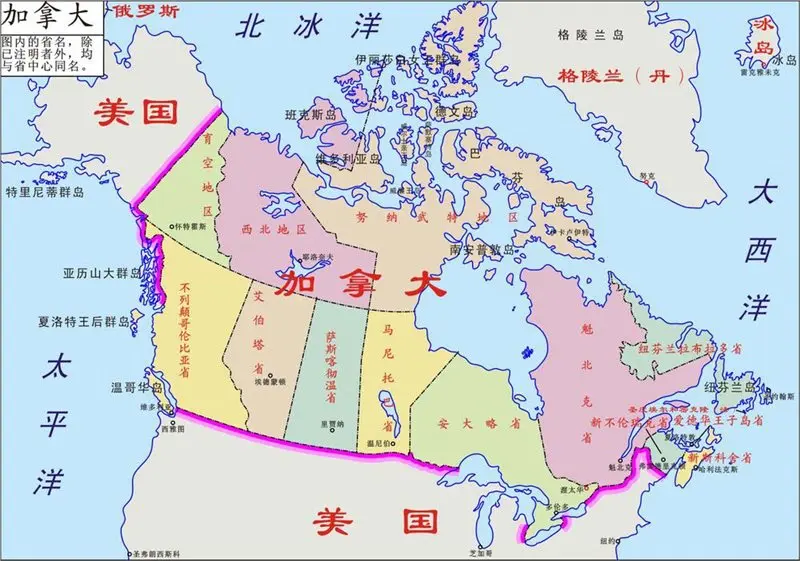 加拿大
图内的省名，除
已注明者外，均
与省中心同名。
俄罗斯
北冰洋
格陵兰岛
冰岛
冰岛
雷克雅未克
格陵兰（丹）
伊丽莎白女王群岛
美国
班克斯岛
德文岛
维多利亚岛
巴芬岛
育空地区
努克
特里尼蒂群岛
怀特霍斯
西北地区
努纳武特地区
伊卡卢伊特
大西洋
南安普敦岛
耶洛奈夫
亚历山大群岛
加拿大
不列颠哥伦比亚省
艾伯塔省
萨斯喀彻温省
马尼托巴省
魁北克省
夏洛特王后群岛
纽芬兰拉布拉多省
太平洋
温哥华岛
埃德蒙顿
纽芬兰岛
维多利亚
安大略省
新不伦瑞克省
爱德华王子岛省
西雅图
里贾纳
温尼伯
夏洛特敦
新斯科舍省
魁北克
弗雷德里克顿
哈利法克斯
渥太华
多伦多
美国
纽约
圣弗朗西斯科
芝加哥